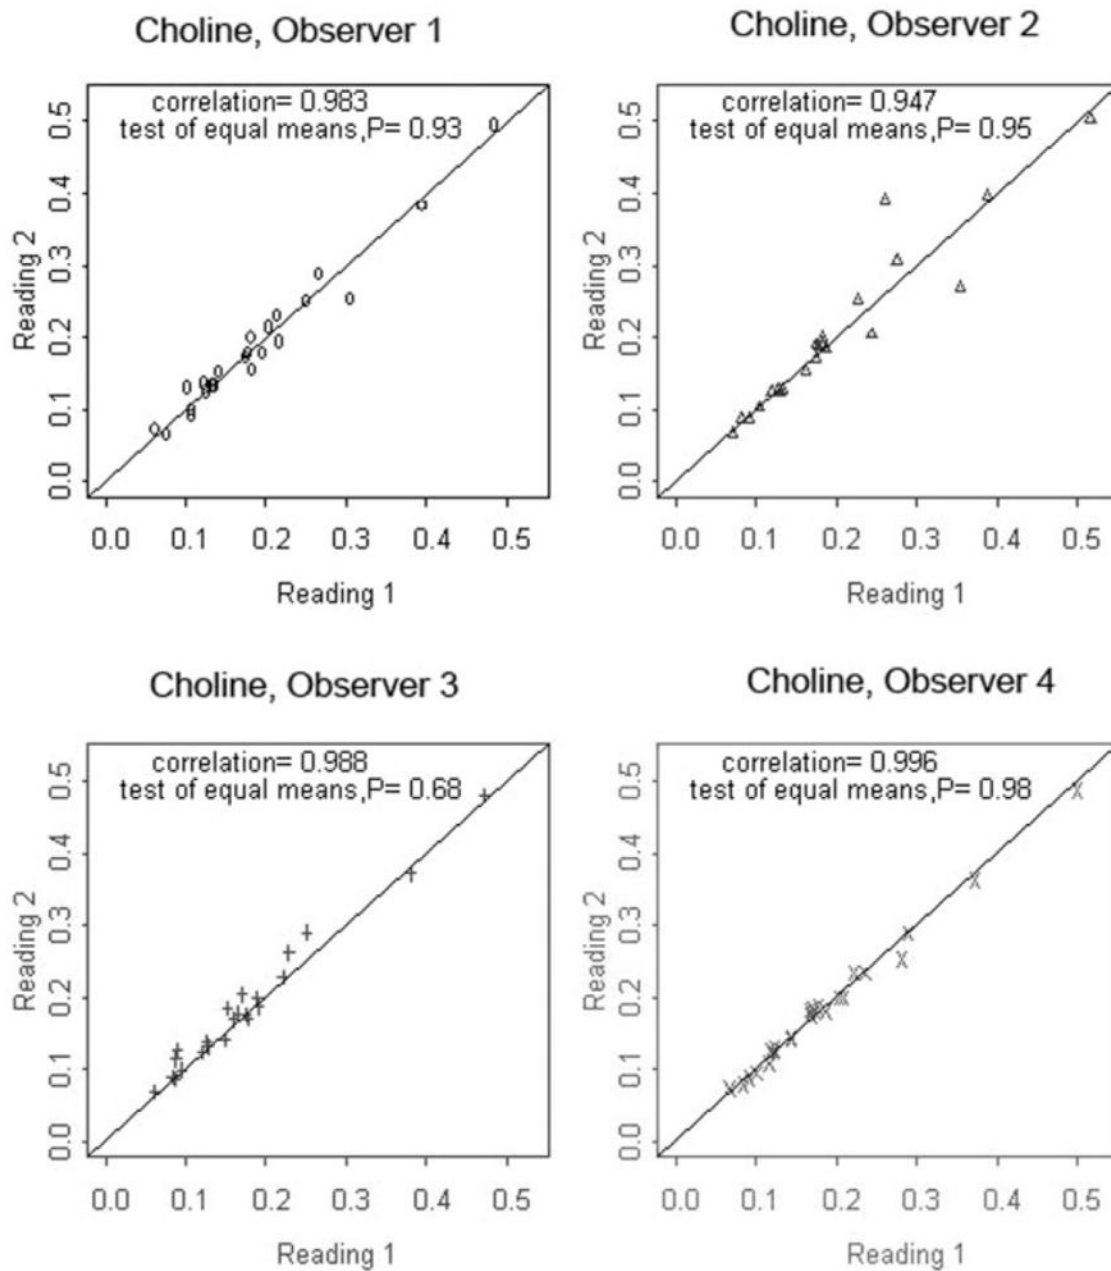 Choline, Observer 1
correlation= 0.983
test of equal means,P= 0.93
Reading 2
0.5
0.4
0.3
0.2
0.1
0.0
0.0 0.1 0.2 0.3 0.4 0.5
Reading 1
Choline, Observer 2
correlation= 0.947
test of equal means,P= 0.95
Reading 2
0.5
0.4
0.3
0.2
0.1
0.0
0.0 0.1 0.2 0.3 0.4 0.5
Reading 1
Choline, Observer 3
correlation= 0.988
test of equal means,P= 0.68
Reading 2
0.5
0.4
0.3
0.2
0.1
0.0
0.0 0.1 0.2 0.3 0.4 0.5
Reading 1
Choline, Observer 4
correlation= 0.996
test of equal means,P= 0.98
Reading 2
0.5
0.4
0.3
0.2
0.1
0.0
0.0 0.1 0.2 0.3 0.4 0.5
Reading 1